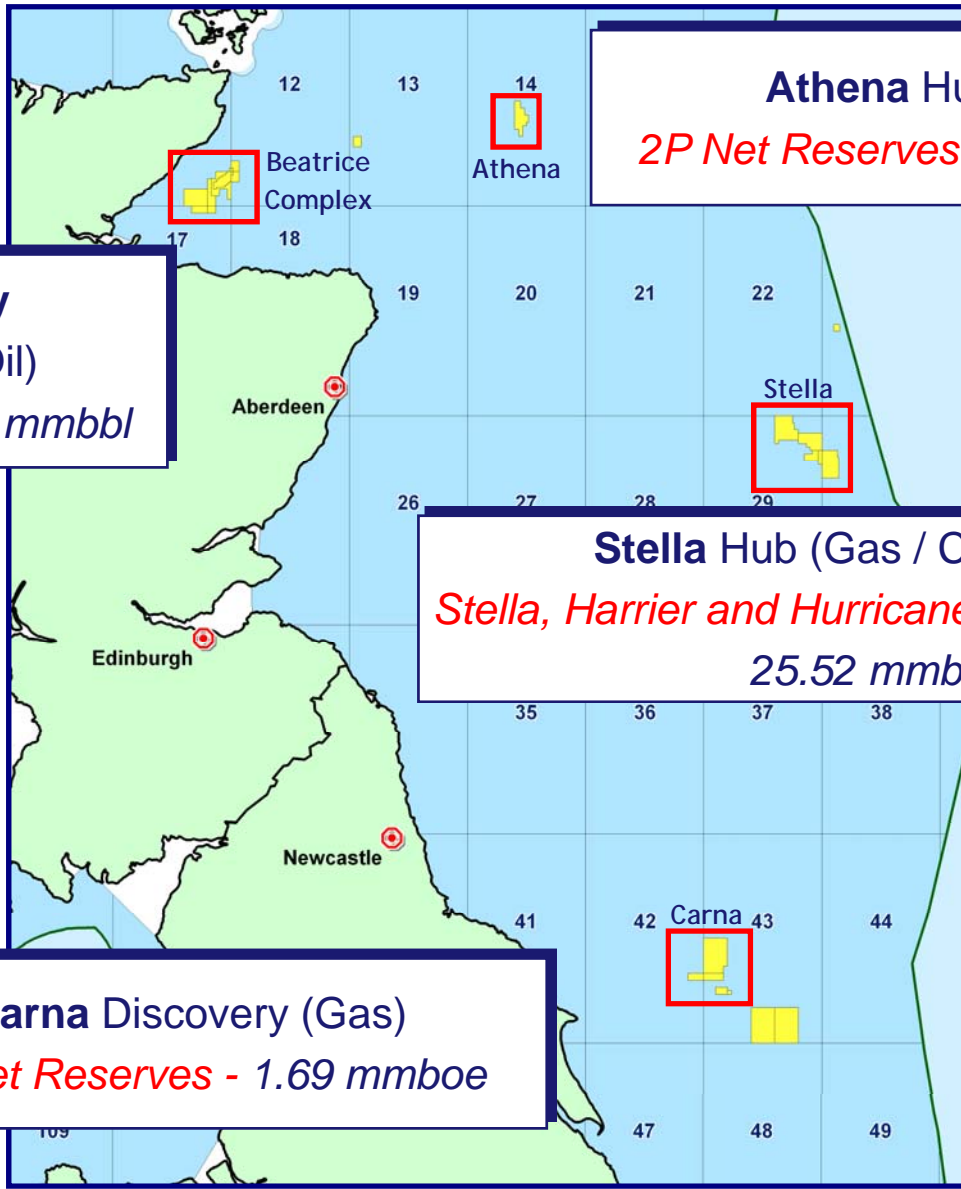 12 13 14
Athena Hu
2P Net Reserves
Beatrice
Complex
Athena
17 18
y
Oil)
mmbbl
19 20 21 22
Aberdeen
Stella
26 27 28 29
Stella Hub (Gas / O
Stella, Harrier and Hurricane
25.52 mmb
Edinburgh
35 36 37 38
Newcastle
41 42 Carna 43 44
arna Discovery (Gas)
et Reserves - 1.69 mmboe
109 47 48 49